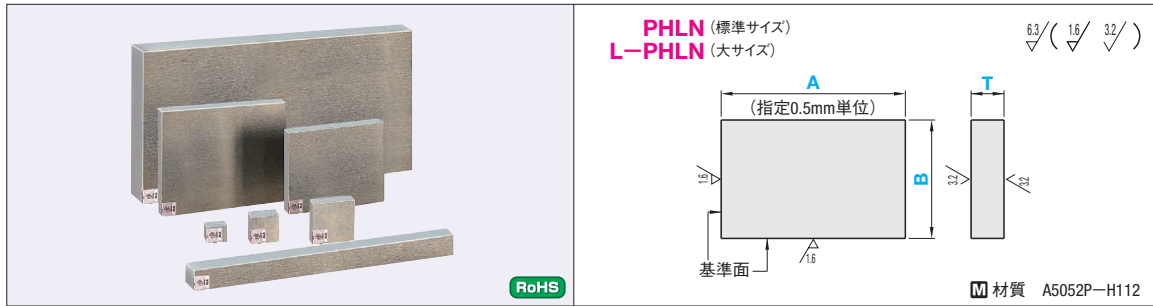 RoHS
PHLN (標準サイズ)
L−PHLN (大サイズ)
6.3 ( 1.6 3.2 )
A
(指定0.5mm単位)
T
B
1.6
3.2
3.2
1.6
基準面
M 材質 A5052P−H112